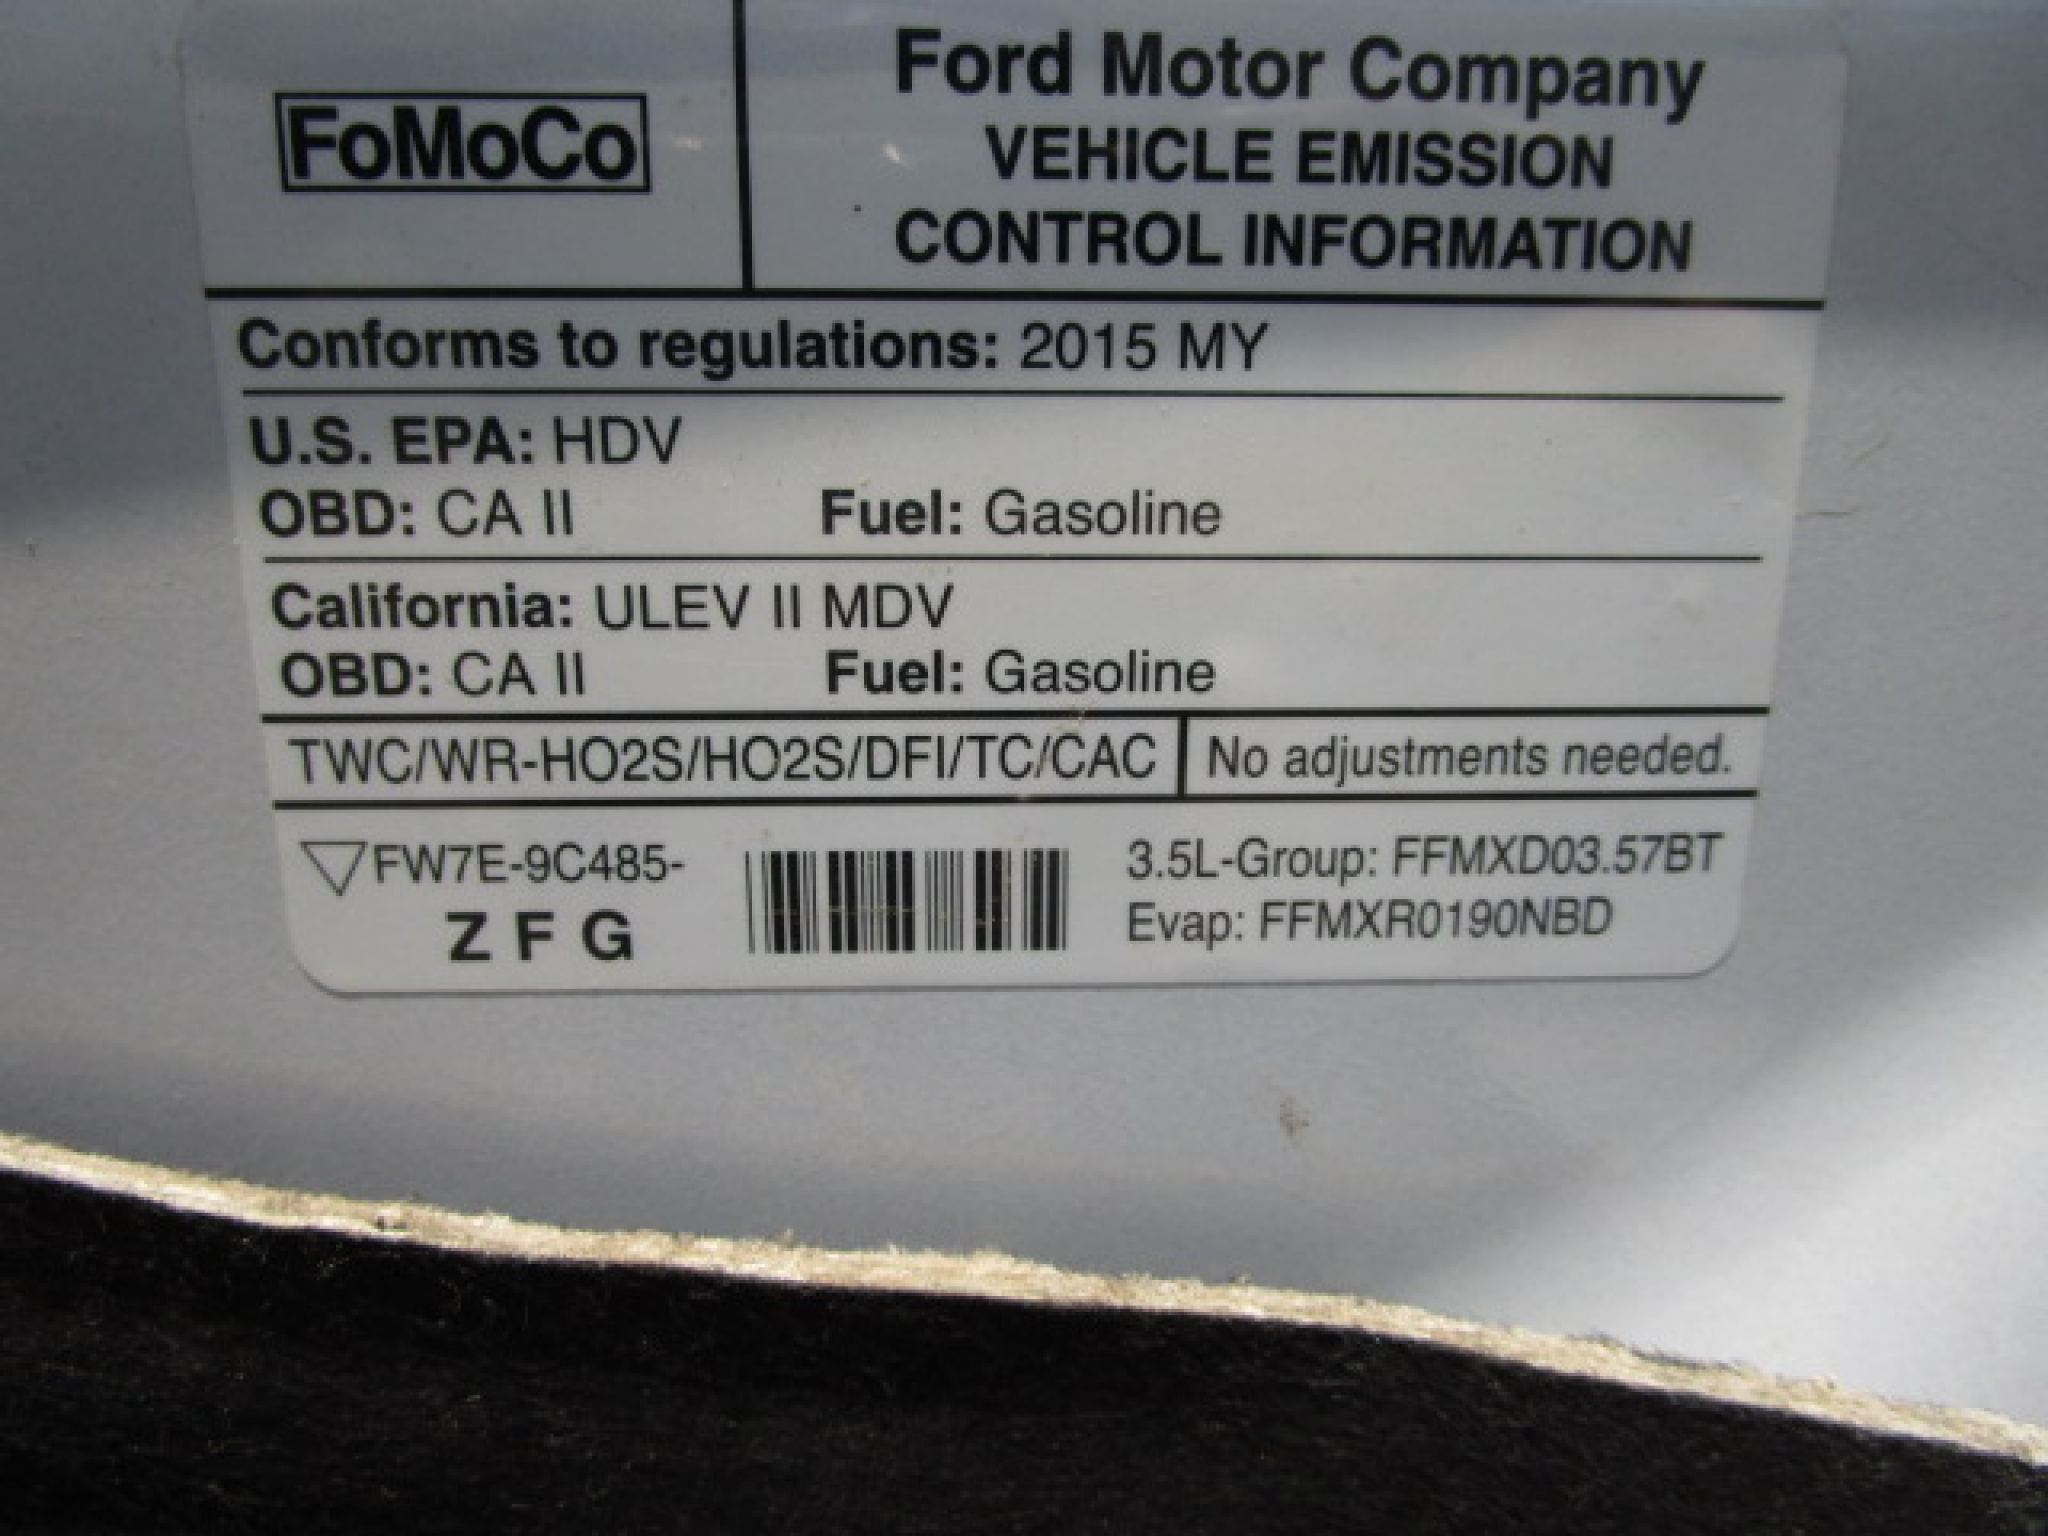 FoMoCo
Ford Motor Company
VEHICLE EMISSION
CONTROL INFORMATION
Conforms to regulations: 2015 MY
U.S. EPA: HDV
OBD: CA II Fuel: Gasoline
California: ULEV II MDV
OBD: CA II Fuel: Gasoline
TWC/WR-HO2S/HO2S/DFI/TC/CAC No adjustments needed.
FW7E-9C485-
Z F G
3.5L-Group: FFMXD03.57BT
Evap: FFMXR0190NBD